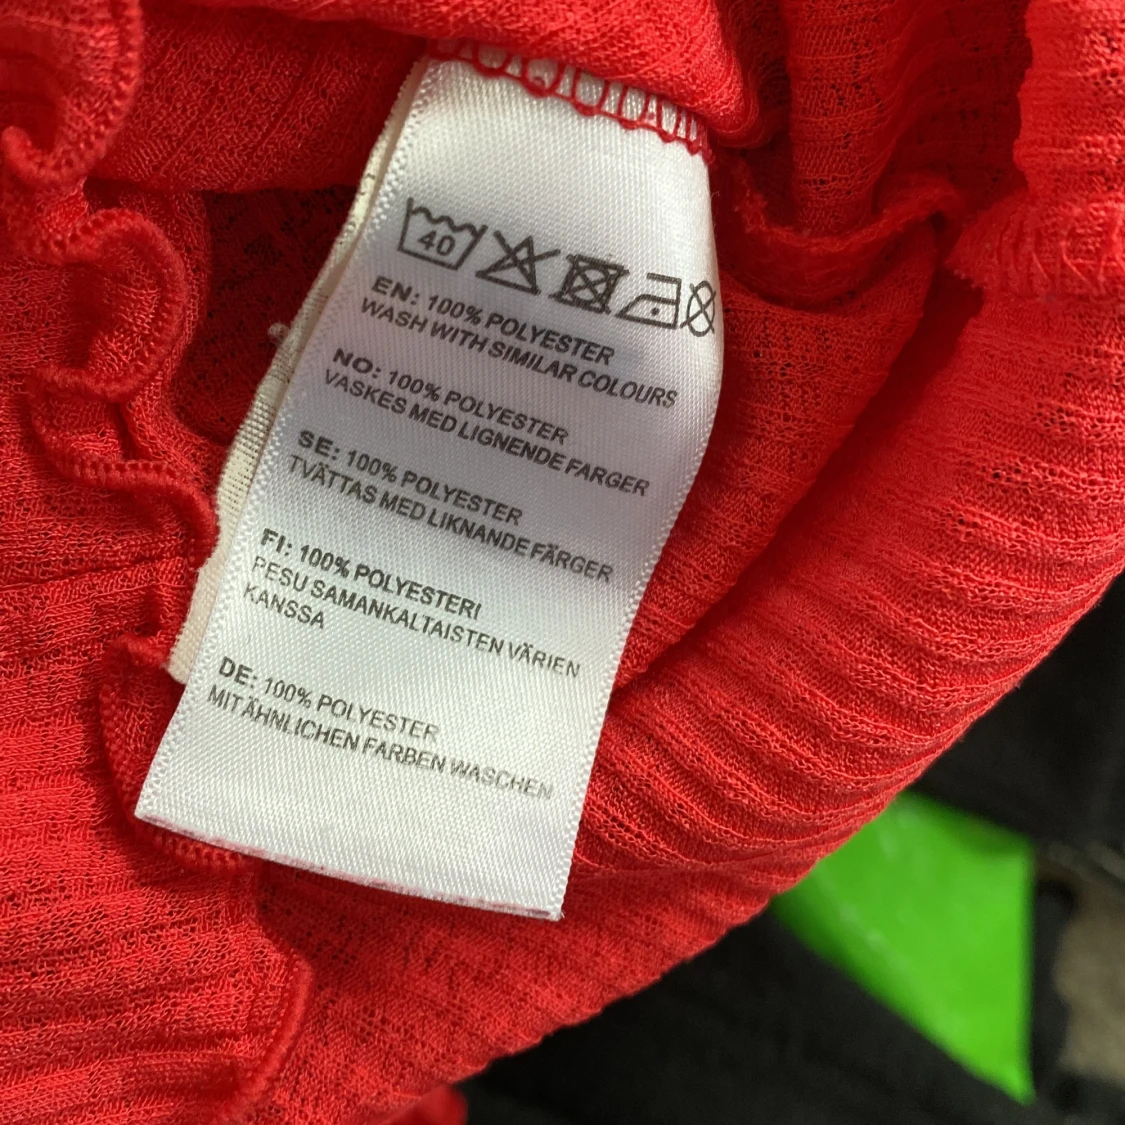 40
EN: 100% POLYESTER
WASH WITH SIMILAR COLOURS
NO: 100% POLYESTER
VASKES MED LIGNENDE FARGER
SE: 100% POLYESTER
TVÄTTAS MED LIKNANDE FÄRGER
FI: 100% POLYESTERI
PESU SAMANKALTAISTEN VÄRIEN
KANSSA
DE: 100% POLYESTER
MIT ÄHNLICHEN FARBEN WASCHEN